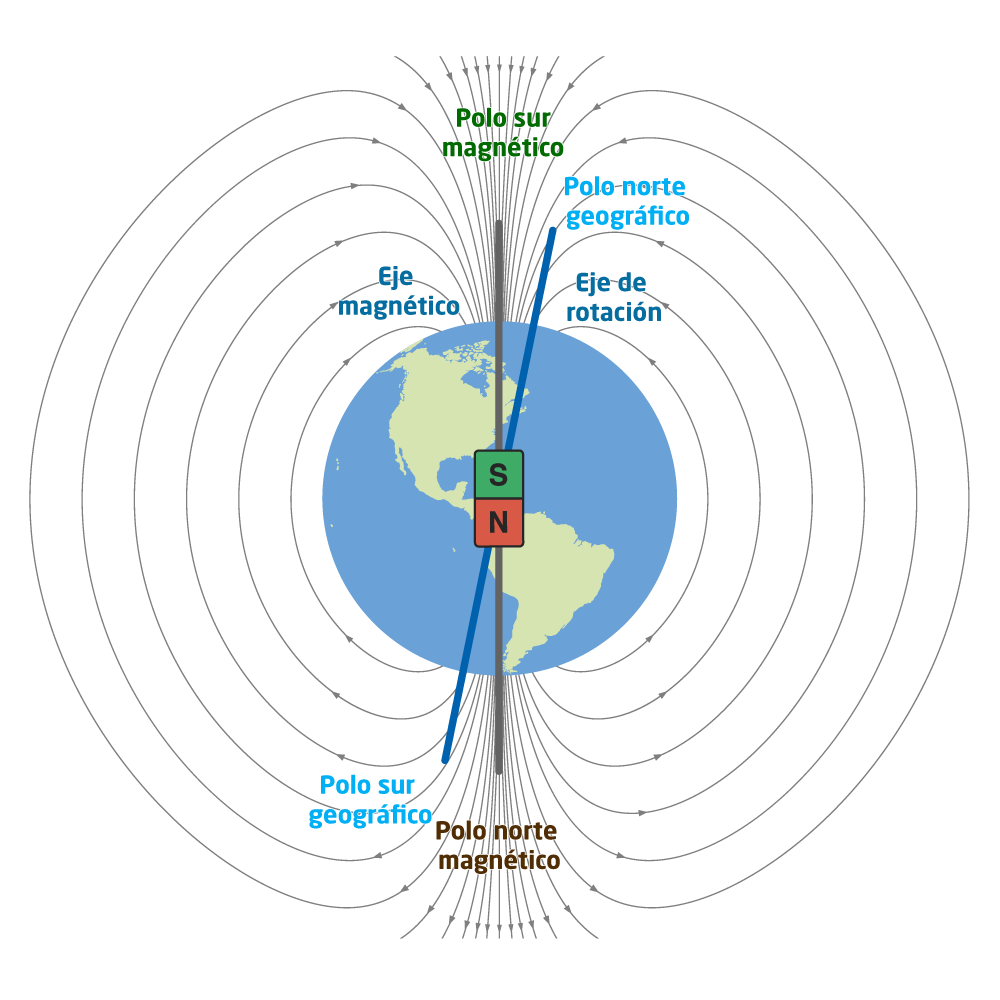 Polo sur
magnético
Polo norte
geográfico
Eje
magnético
Eje de
rotación
S
N
Polo sur
geográfico
Polo norte
magnético